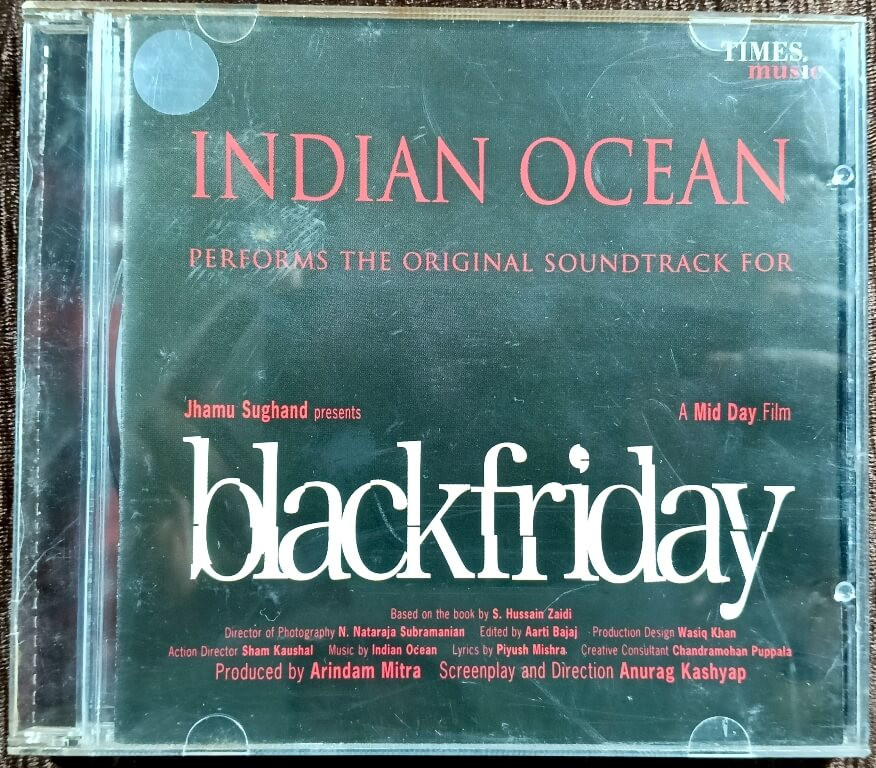 TIMES
music
INDIAN OCEAN
PERFORMS THE ORIGINAL SOUNDTRACK FOR
Jhamu Sughand presents A Mid Day Film
blackfriday
Based on the book by S. Hussain Zaidi
Director of Photography N. Nataraja Subramanian Edited by Aarti Bajaj Production Design Wasiq Khan
Action Director Sham Kaushal Music by Indian Ocean Lyrics by Piyush Mishra Creative Consultant Chandramohan Puppala
Produced by Arindam Mitra Screenplay and Direction Anurag Kashyap